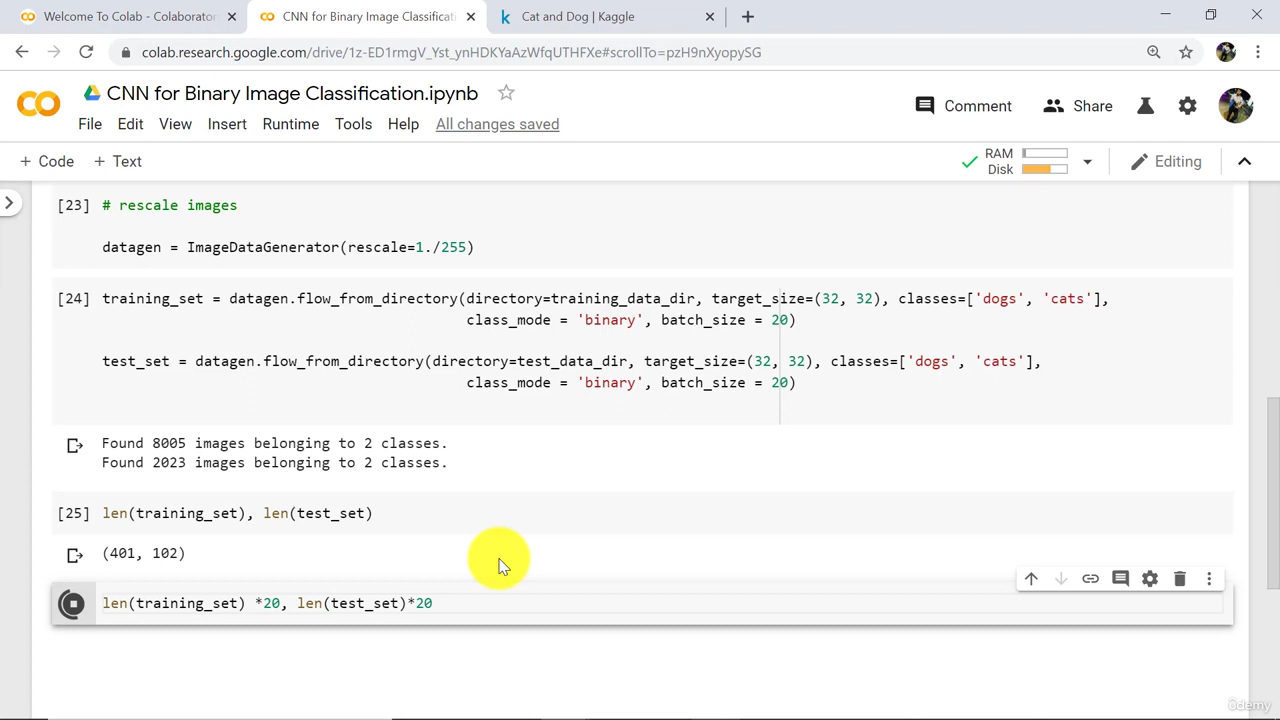 Welcome To Colab - Colaborator
CNN for Binary Image Classificati
Cat and Dog | Kaggle
colab.research.google.com/drive/1z-ED1rmgV_Yst_ynHDKYaAzWfqUTHFXe#scrollTo=pzH9nXyopySG
CNN for Binary Image Classification.ipynb
Comment
Share
File Edit View Insert Runtime Tools Help All changes saved
+ Code + Text
RAM
Disk
Editing
[23] # rescale images
datagen = ImageDataGenerator(rescale=1./255)
[24] training_set = datagen.flow_from_directory(directory=training_data_dir, target_size=(32, 32), classes=['dogs', 'cats'],
class_mode = 'binary', batch_size = 20)
test_set = datagen.flow_from_directory(directory=test_data_dir, target_size=(32, 32), classes=['dogs', 'cats'],
class_mode = 'binary', batch_size = 20)
Found 8005 images belonging to 2 classes.
Found 2023 images belonging to 2 classes.
[25] len(training_set), len(test_set)
(401, 102)
len(training_set) *20, len(test_set)*20
ûdemy